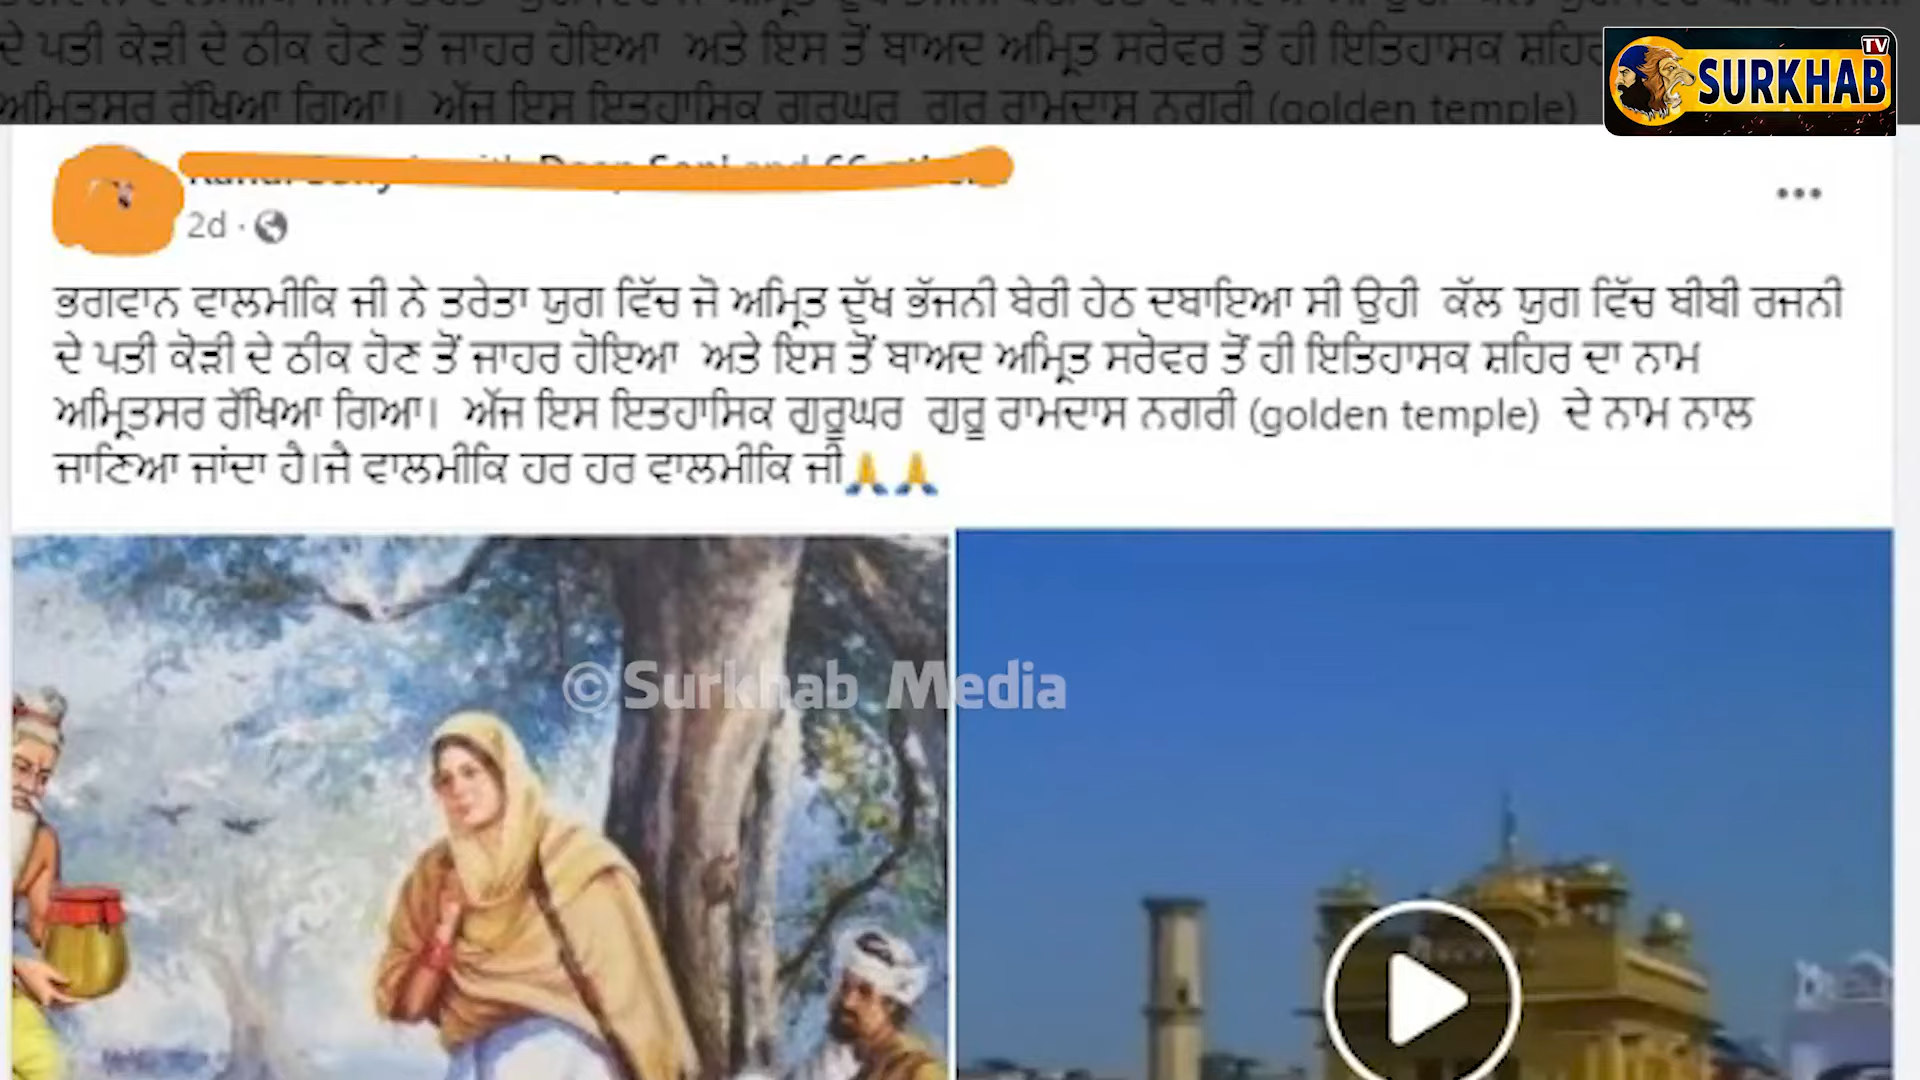 ਦੇ ਪਤੀ ਕੋੜੀ ਦੇ ਠੀਕ ਹੋਣ ਤੋਂ ਜਾਹਰ ਹੋਇਆ ਅਤੇ ਇਸ ਤੋਂ ਬਾਅਦ ਅਮ੍ਰਿਤ ਸਰੋਵਰ ਤੋਂ ਹੀ ਇਤਿਹਾਸਕ ਸ਼ਹਿਰ
TV
SURKHAB
ਅਮ੍ਰਿਤਸਰ ਰੱਖਿਆ ਗਿਆ। ਅੱਜ ਇਸ ਇਤਹਾਸਿਕ ਗੁਰੂਘਰ ਗੁਰੂ ਰਾਮਦਾਸ ਨਗਰੀ (golden temple)
2d ·
ਭਗਵਾਨ ਵਾਲਮੀਕਿ ਜੀ ਨੇ ਤਰੇਤਾ ਯੁਗ ਵਿੱਚ ਜੋ ਅਮ੍ਰਿਤ ਦੁੱਖ ਭੱਜਨੀ ਬੇਰੀ ਹੇਠ ਦਬਾਇਆ ਸੀ ਉਹੀ ਕੱਲ ਯੁਗ ਵਿੱਚ ਬੀਬੀ ਰਜਨੀ
ਦੇ ਪਤੀ ਕੋੜੀ ਦੇ ਠੀਕ ਹੋਣ ਤੋਂ ਜਾਹਰ ਹੋਇਆ ਅਤੇ ਇਸ ਤੋਂ ਬਾਅਦ ਅਮ੍ਰਿਤ ਸਰੋਵਰ ਤੋਂ ਹੀ ਇਤਿਹਾਸਕ ਸ਼ਹਿਰ ਦਾ ਨਾਮ
ਅਮ੍ਰਿਤਸਰ ਰੱਖਿਆ ਗਿਆ। ਅੱਜ ਇਸ ਇਤਹਾਸਿਕ ਗੁਰੂਘਰ ਗੁਰੂ ਰਾਮਦਾਸ ਨਗਰੀ (golden temple) ਦੇ ਨਾਮ ਨਾਲ
ਜਾਣਿਆ ਜਾਂਦਾ ਹੈ।ਜੈ ਵਾਲਮੀਕਿ ਹਰ ਹਰ ਵਾਲਮੀਕਿ ਜੀ🙏🙏
©Surkhab Media